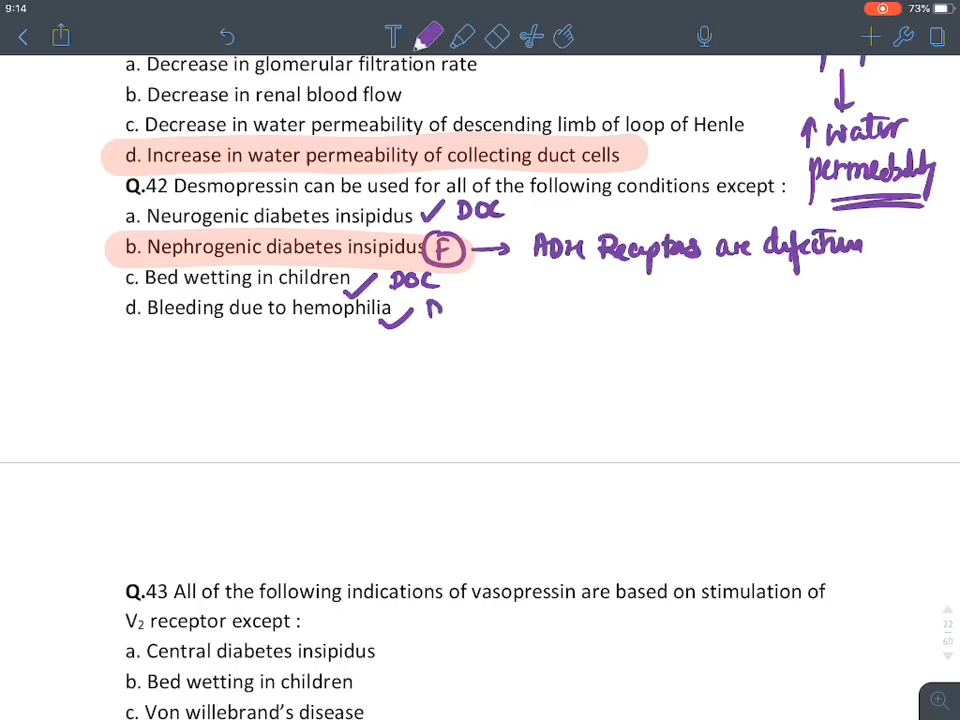 9:14
73%
T
a. Decrease in glomerular filtration rate
b. Decrease in renal blood flow
c. Decrease in water permeability of descending limb of loop of Henle
d. Increase in water permeability of collecting duct cells
↓
↑ water
permeability
Q.42 Desmopressin can be used for all of the following conditions except :
a. Neurogenic diabetes insipidus ✓ DOC
b. Nephrogenic diabetes insipidus F → ADH Receptors are
c. Bed wetting in children ✓ DOC
d. Bleeding due to hemophilia ✓
Q.43 All of the following indications of vasopressin are based on stimulation of
V₂ receptor except :
a. Central diabetes insipidus
b. Bed wetting in children
c. Von willebrand's disease
22
60